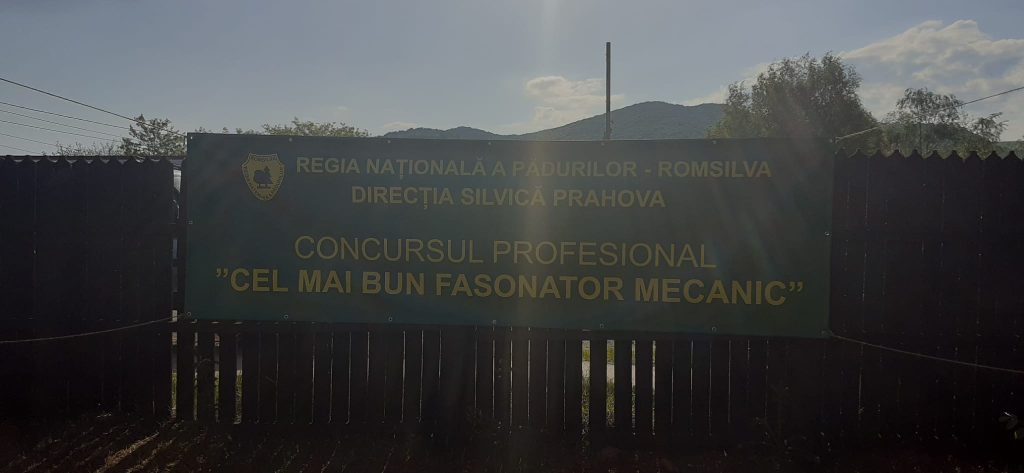 REGIA NAȚIONALĂ A PĂDURILOR - ROMSILVA
DIRECȚIA SILVICĂ PRAHOVA
CONCURSUL PROFESIONAL
”CEL MAI BUN FASONATOR MECANIC”